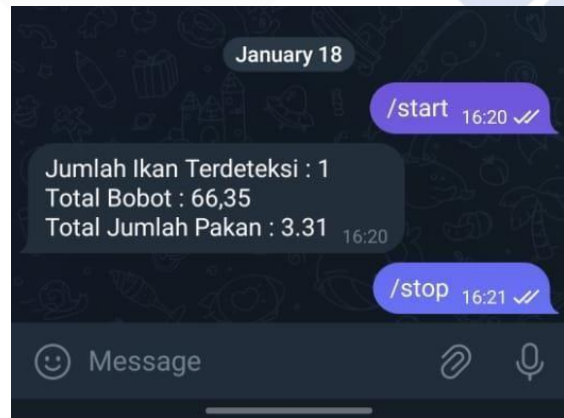 January 18
/start 16:20
Jumlah Ikan Terdeteksi : 1
Total Bobot : 66,35
Total Jumlah Pakan : 3.31 16:20
/stop 16:21
Message